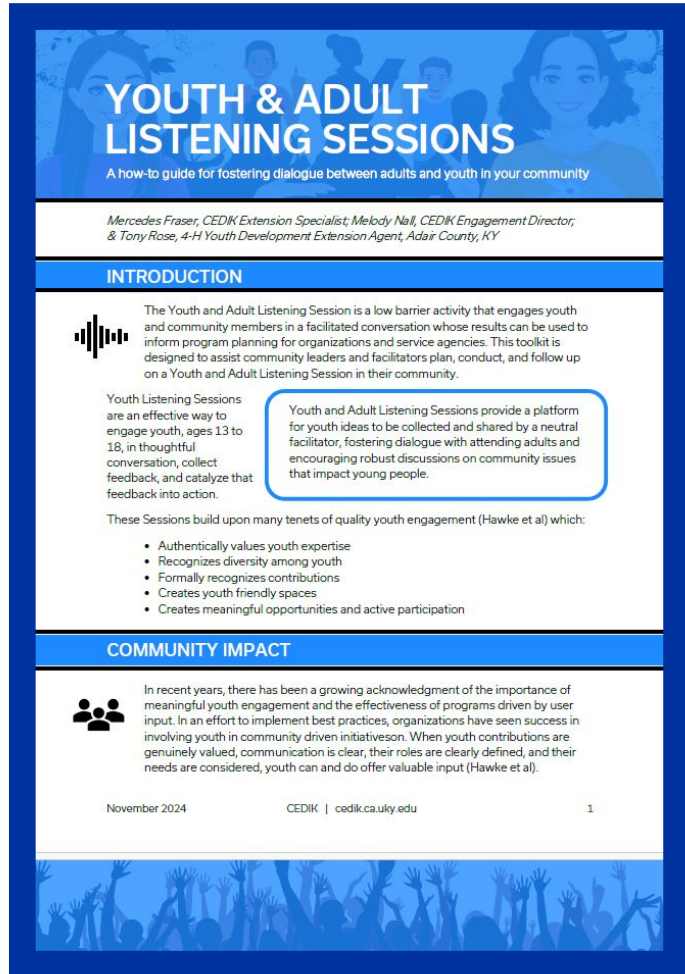 YOUTH & ADULT
LISTENING SESSIONS
A how-to guide for fostering dialogue between adults and youth in your community
Mercedes Fraser, CEDIK Extension Specialist; Melody Nall, CEDIK Engagement Director;
& Tony Rose, 4-H Youth Development Extension Agent, Adair County, KY
INTRODUCTION
The Youth and Adult Listening Session is a low barrier activity that engages youth
and community members in a facilitated conversation whose results can be used to
inform program planning for organizations and service agencies. This toolkit is
designed to assist community leaders and facilitators plan, conduct, and follow up
on a Youth and Adult Listening Session in their community.
Youth Listening Sessions
are an effective way to
engage youth, ages 13 to
18, in thoughtful
conversation, collect
feedback, and catalyze that
feedback into action.
Youth and Adult Listening Sessions provide a platform
for youth ideas to be collected and shared by a neutral
facilitator, fostering dialogue with attending adults and
encouraging robust discussions on community issues
that impact young people.
These Sessions build upon many tenets of quality youth engagement (Hawke et al) which:
• Authentically values youth expertise
• Recognizes diversity among youth
• Formally recognizes contributions
• Creates youth friendly spaces
• Creates meaningful opportunities and active participation
COMMUNITY IMPACT
In recent years, there has been a growing acknowledgment of the importance of
meaningful youth engagement and the effectiveness of programs driven by user
input. In an effort to implement best practices, organizations have seen success in
involving youth in community driven initiativeson. When youth contributions are
genuinely valued, communication is clear, their roles are clearly defined, and their
needs are considered, youth can and do offer valuable input (Hawke et al).
November 2024 CEDIK | cedik.ca.uky.edu 1